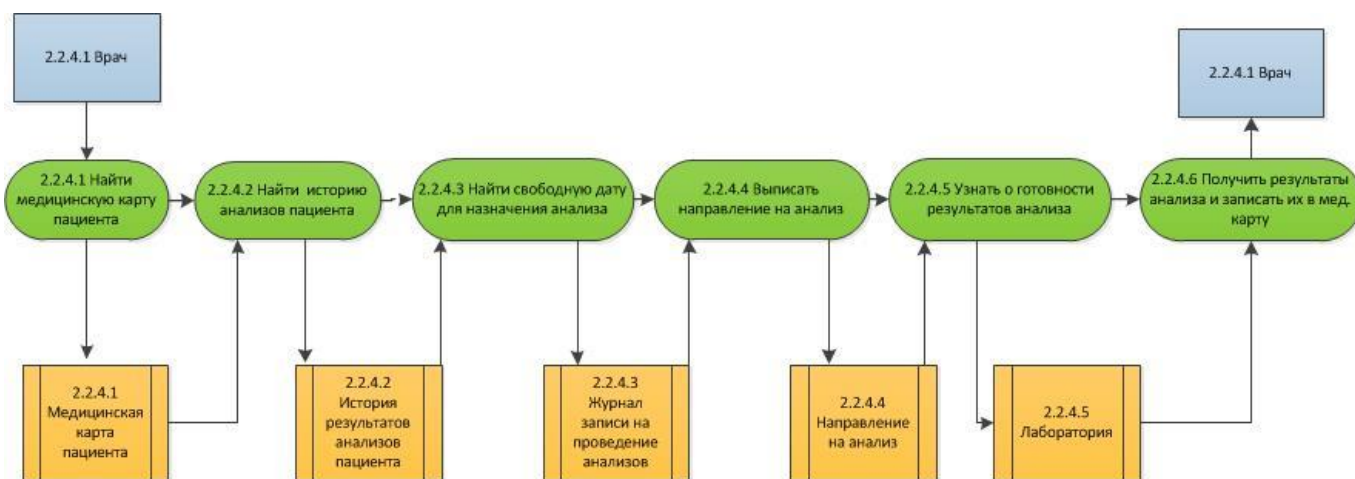 2.2.4.1 Врач
2.2.4.1 Врач
2.2.4.1 Найти
медицинскую карту
пациента
2.2.4.2 Найти историю
анализов пациента
2.2.4.3 Найти свободную дату
для назначения анализа
2.2.4.4 Выписать
направление на анализ
2.2.4.5 Узнать о готовности
результатов анализа
2.2.4.6 Получить результаты
анализа и записать их в мед.
карту
2.2.4.1
Медицинская
карта
пациента
2.2.4.2
История
результатов
анализов
пациента
2.2.4.3
Журнал
записи на
проведение
анализов
2.2.4.4
Направление
на анализ
2.2.4.5
Лаборатория